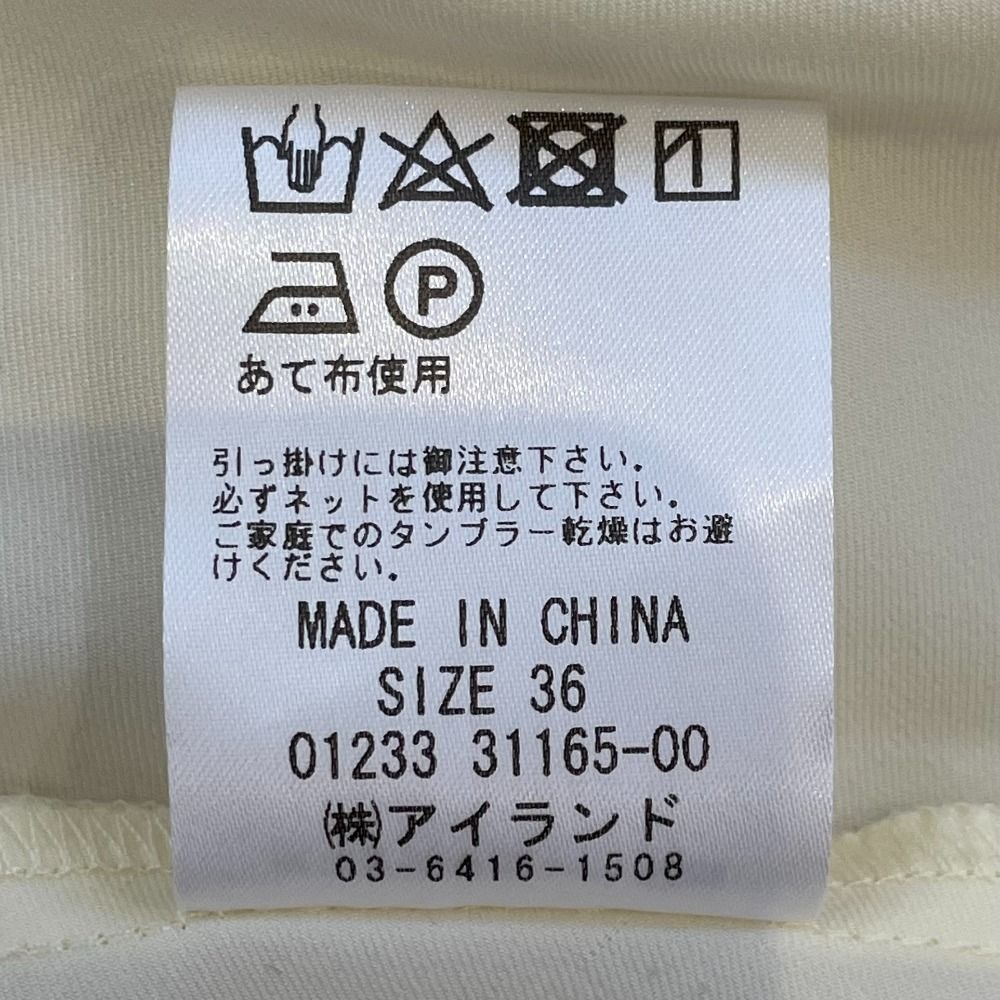 P
あて布使用
引っ掛けには御注意下さい.
必ずネットを使用して下さい.
ご家庭でのタンブラー乾燥はお避
けください.
MADE IN CHINA
SIZE 36
01233 31165-00
㈱アイランド
03-6416-1508